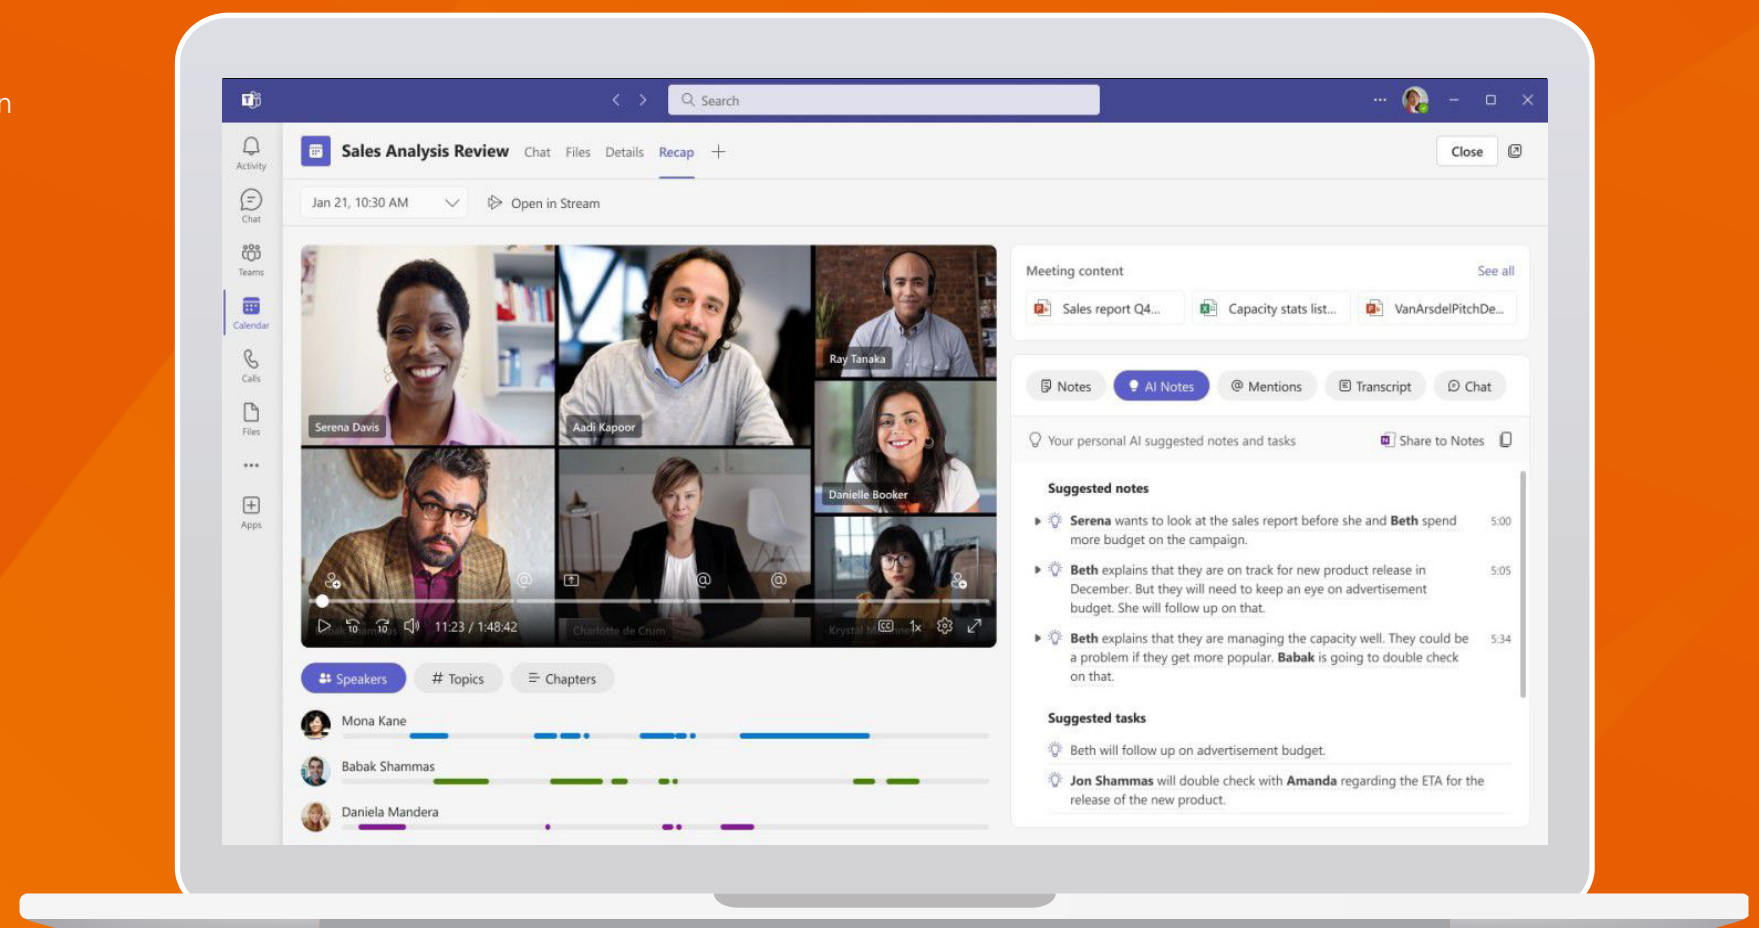 n
Search
Activity
Chat
Teams
Calendar
Calls
Files
Apps
Sales Analysis Review Chat Files Details Recap
Close
Jan 21, 10:30 AM Open in Stream
Serena Davis
Aadi Kapoor
Ray Tanaka
Danielle Booker
Charlotte de Crum
Krystal
10 10 11:23 / 1:48:42 CC 1x
Speakers # Topics Chapters
Mona Kane
Babak Shammas
Daniela Mandera
Meeting content See all
Sales report Q4... Capacity stats list... VanArsdelPitchDe...
Notes AI Notes @ Mentions Transcript Chat
Your personal AI suggested notes and tasks Share to Notes
Suggested notes
Serena wants to look at the sales report before she and Beth spend 5:00
more budget on the campaign.
Beth explains that they are on track for new product release in 5:05
December. But they will need to keep an eye on advertisement
budget. She will follow up on that.
Beth explains that they are managing the capacity well. They could be 5:34
a problem if they get more popular. Babak is going to double check
on that.
Suggested tasks
Beth will follow up on advertisement budget.
Jon Shammas will double check with Amanda regarding the ETA for the
release of the new product.